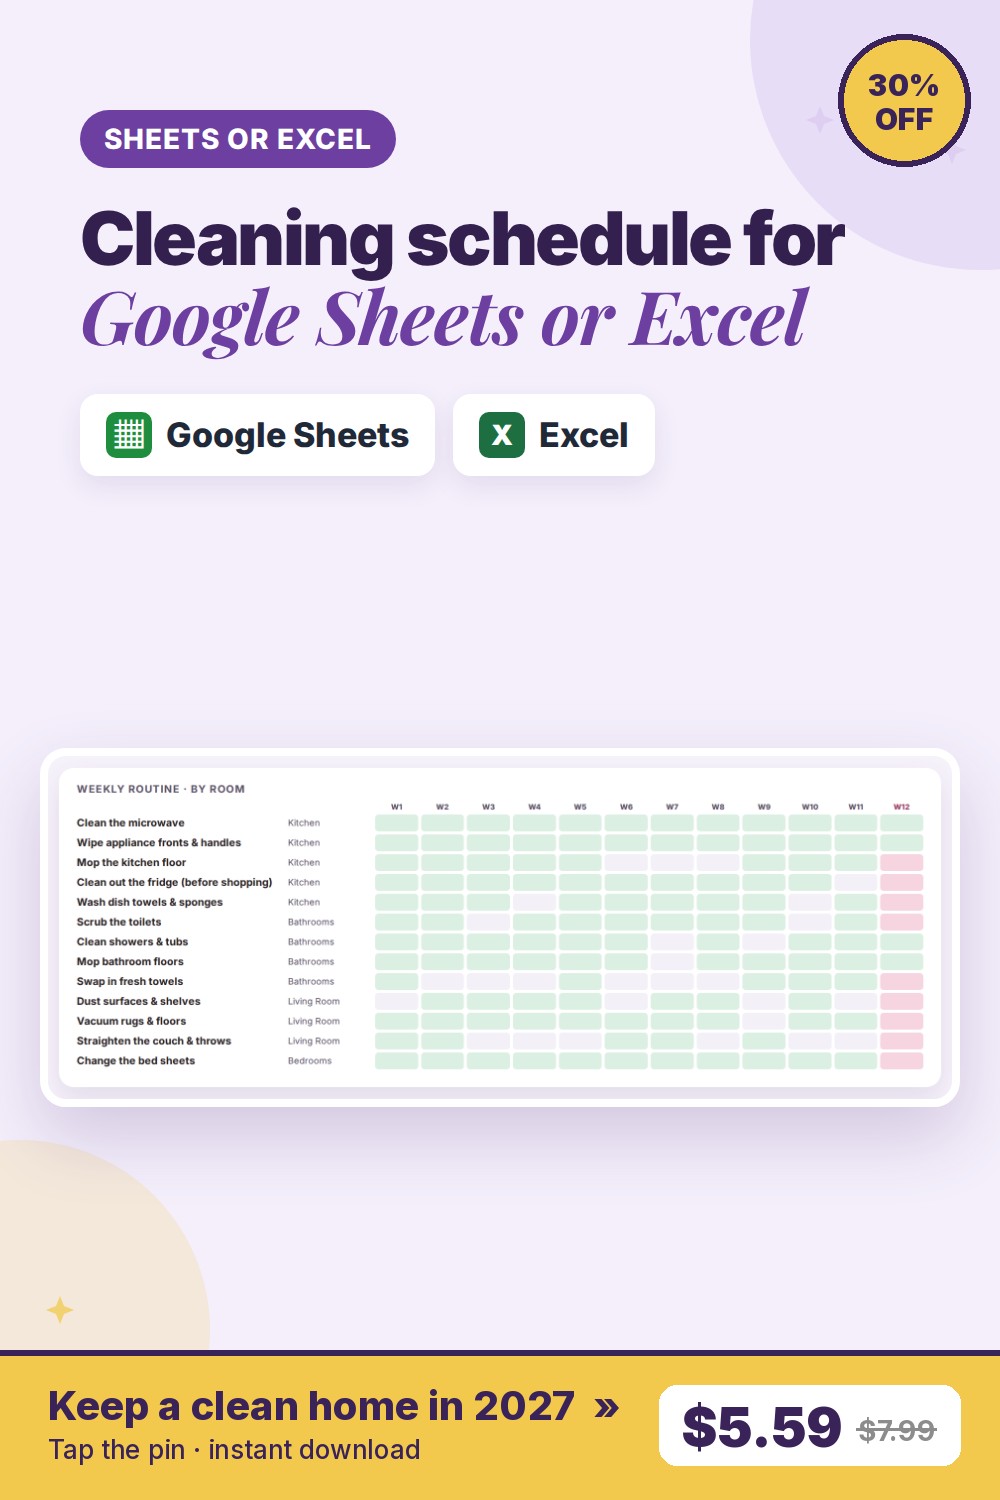 30%
OFF
SHEETS OR EXCEL
Cleaning schedule for
Google Sheets or Excel
Google Sheets
X Excel
WEEKLY ROUTINE · BY ROOM
W1 W2 W3 W4 W5 W6 W7 W8 W9 W10 W11 W12
Clean the microwave Kitchen
Wipe appliance fronts & handles Kitchen
Mop the kitchen floor Kitchen
Clean out the fridge (before shopping) Kitchen
Wash dish towels & sponges Kitchen
Scrub the toilets Bathrooms
Clean showers & tubs Bathrooms
Mop bathroom floors Bathrooms
Swap in fresh towels Bathrooms
Dust surfaces & shelves Living Room
Vacuum rugs & floors Living Room
Straighten the couch & throws Living Room
Change the bed sheets Bedrooms
Keep a clean home in 2027 »
Tap the pin · instant download
$5.59 $7.99